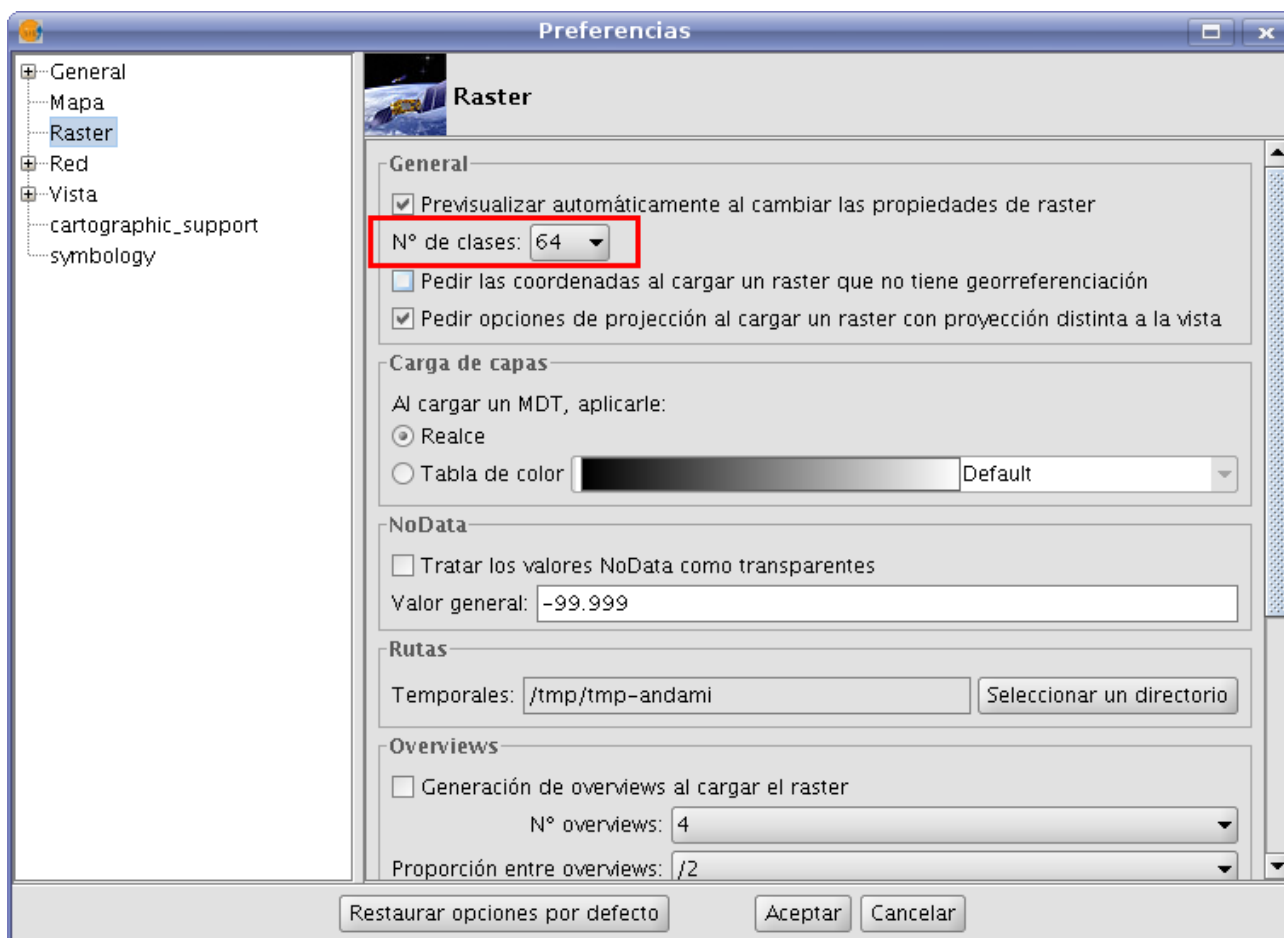 Preferencias
General
Mapa
Raster
Red
Vista
cartographic_support
symbology
Raster
General
Previsualizar automáticamente al cambiar las propiedades de raster
N° de clases: 64
Pedir las coordenadas al cargar un raster que no tiene georreferenciación
Pedir opciones de projección al cargar un raster con proyección distinta a la vista
Carga de capas
Al cargar un MDT, aplicarle:
Realce
Tabla de color Default
NoData
Tratar los valores NoData como transparentes
Valor general: -99.999
Rutas
Temporales: /tmp/tmp-andami Seleccionar un directorio
Overviews
Generación de overviews al cargar el raster
N° overviews: 4
Proporción entre overviews: /2
Restaurar opciones por defecto Aceptar Cancelar